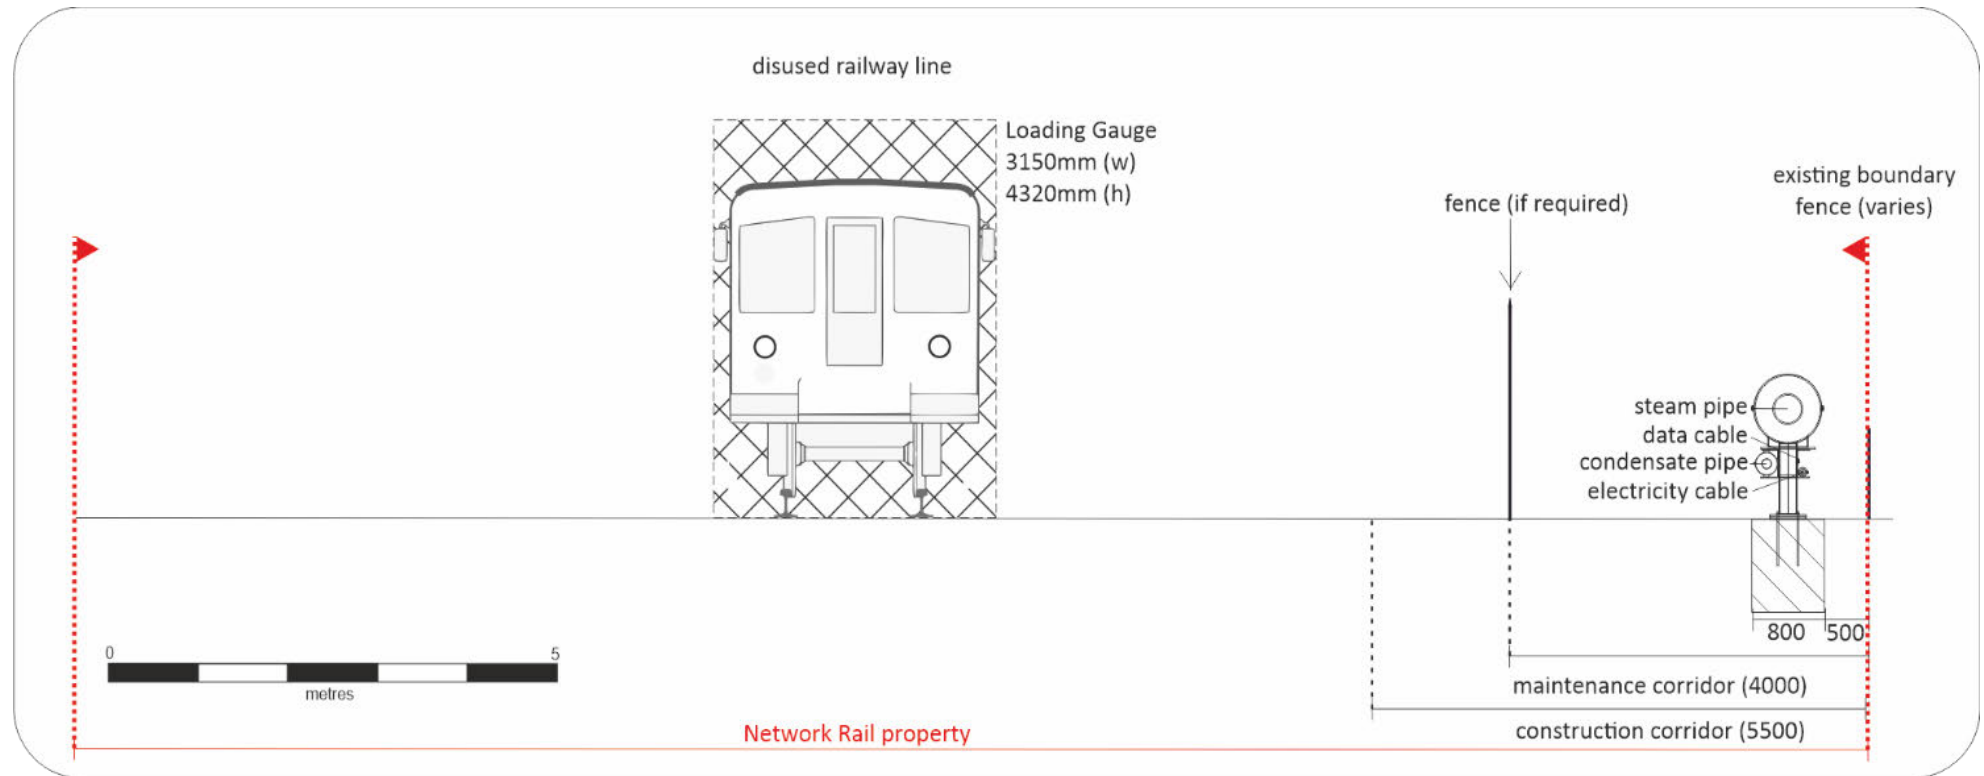 disused railway line
Loading Gauge
3150mm (w)
4320mm (h)
fence (if required)
existing boundary
fence (varies)
steam pipe
data cable
condensate pipe
electricity cable
800
500
0
5
metres
maintenance corridor (4000)
construction corridor (5500)
Network Rail property